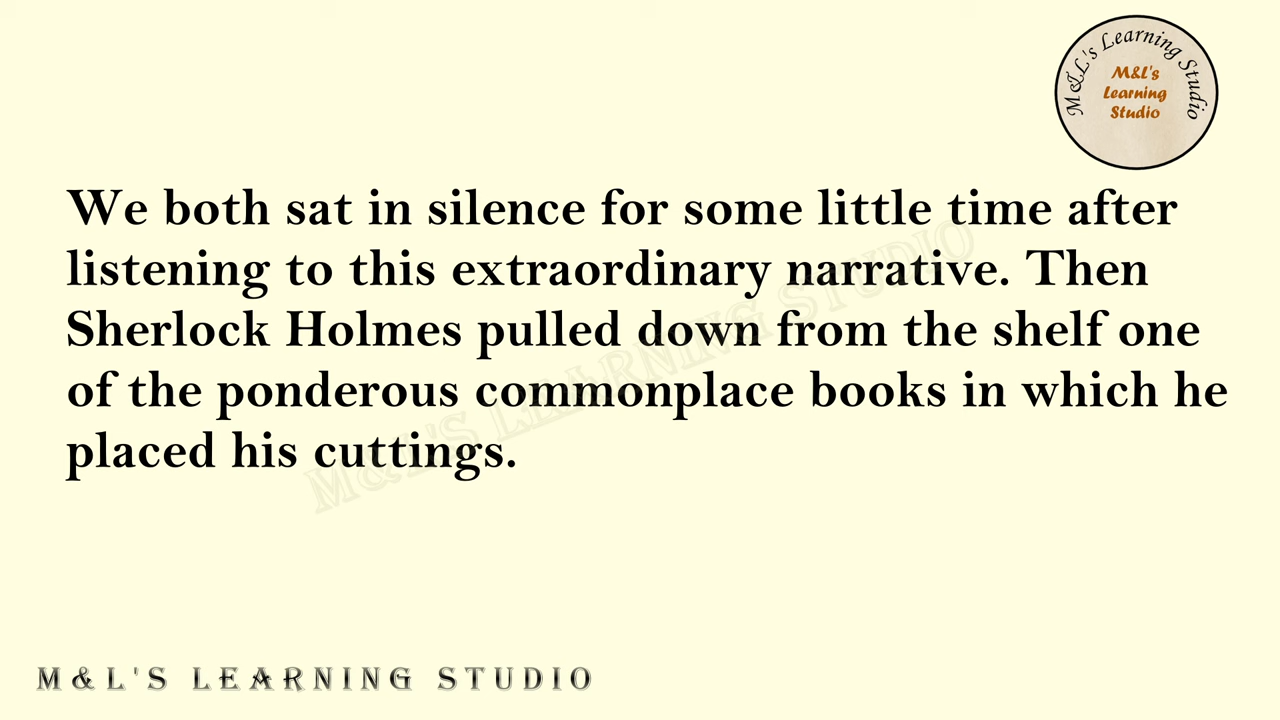 M&L's Learning Studio
M&L's
Learning
Studio
We both sat in silence for some little time after
listening to this extraordinary narrative. Then
Sherlock Holmes pulled down from the shelf one
of the ponderous commonplace books in which he
placed his cuttings.
M&L'S LEARNING STUDIO
M&L'S LEARNING STUDIO